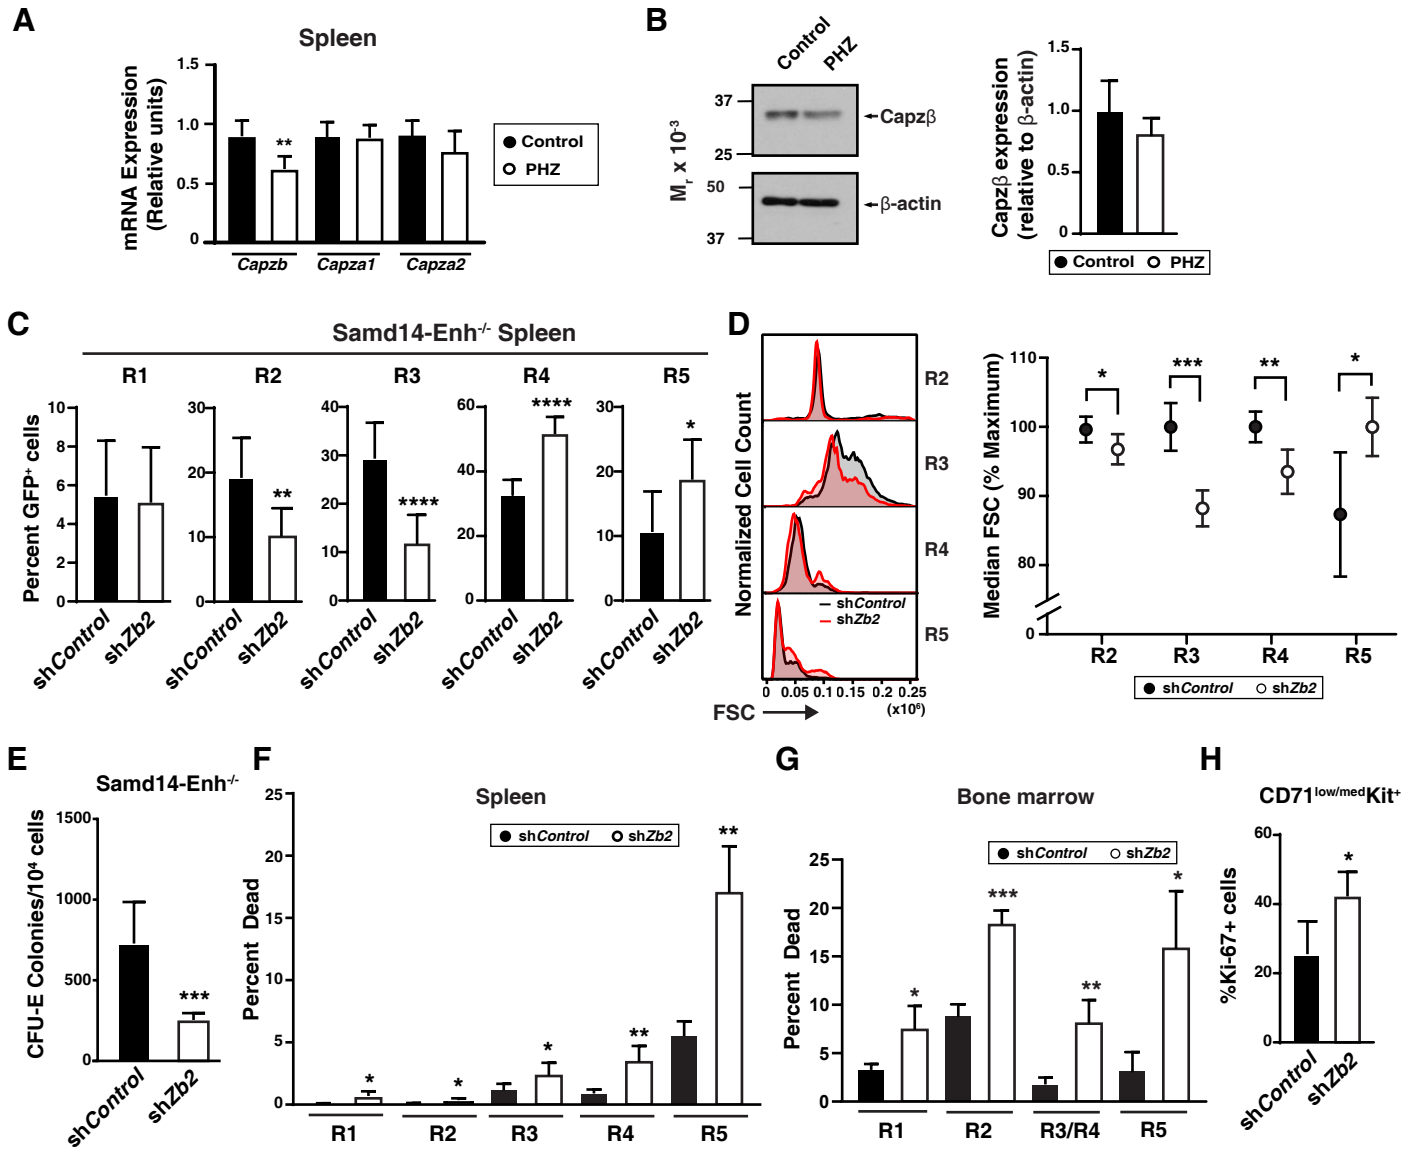 A
Spleen
mRNA Expression
(Relative units)
1.5
1.0
0.5
0
**
Control
PHZ
Capzb
Capza1
Capza2
B
Control
PHZ
Mr x 10-3
37
25
50
37
Capzβ
β-actin
Capzβ expression
(relative to β-actin)
1.5
1.0
0.5
0
Control PHZ
C
Samd14-Enh-/- Spleen
R1
R2
R3
R4
R5
Percent GFP+ cells
10
8
6
4
2
0
shControl
shZb2
30
20
10
0
**
shControl
shZb2
40
30
20
10
0
****
shControl
shZb2
60
40
20
0
****
shControl
shZb2
30
20
10
0
*
shControl
shZb2
D
Normalized Cell Count
R2
R3
R4
R5
shControl
shZb2
0 0.05 0.1 0.15 0.2 0.25
(x106)
FSC
Median FSC (% Maximum)
110
100
90
80
0
*
***
**
*
R2
R3
R4
R5
shControl shZb2
E
Samd14-Enh-/-
CFU-E Colonies/104 cells
1500
1000
500
0
***
shControl
shZb2
F
Spleen
shControl shZb2
Percent Dead
25
20
15
10
5
0
*
*
*
**
**
R1
R2
R3
R4
R5
G
Bone marrow
shControl shZb2
Percent Dead
25
20
15
10
5
0
*
***
**
*
R1
R2
R3/R4
R5
H
CD71low/medKit+
%Ki-67+ cells
60
40
20
0
*
shControl
shZb2